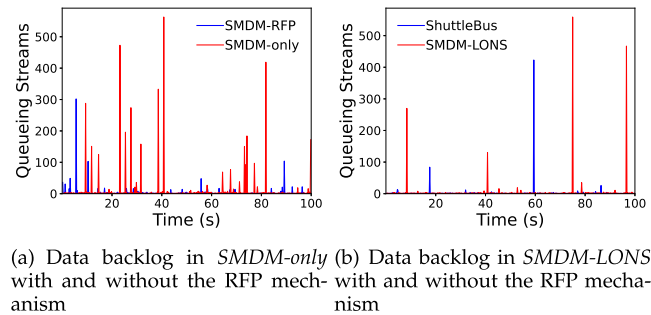 SMDM-RFP
SMDM-only
Queueing Streams
500
400
300
200
100
0
20
40
60
80
100
Time (s)
ShuttleBus
SMDM-LONS
Queueing Streams
500
400
300
200
100
0
20
40
60
80
100
Time (s)
(a) Data backlog in SMDM-only
with and without the RFP mech-
anism
(b) Data backlog in SMDM-LONS
with and without the RFP mecha-
nism